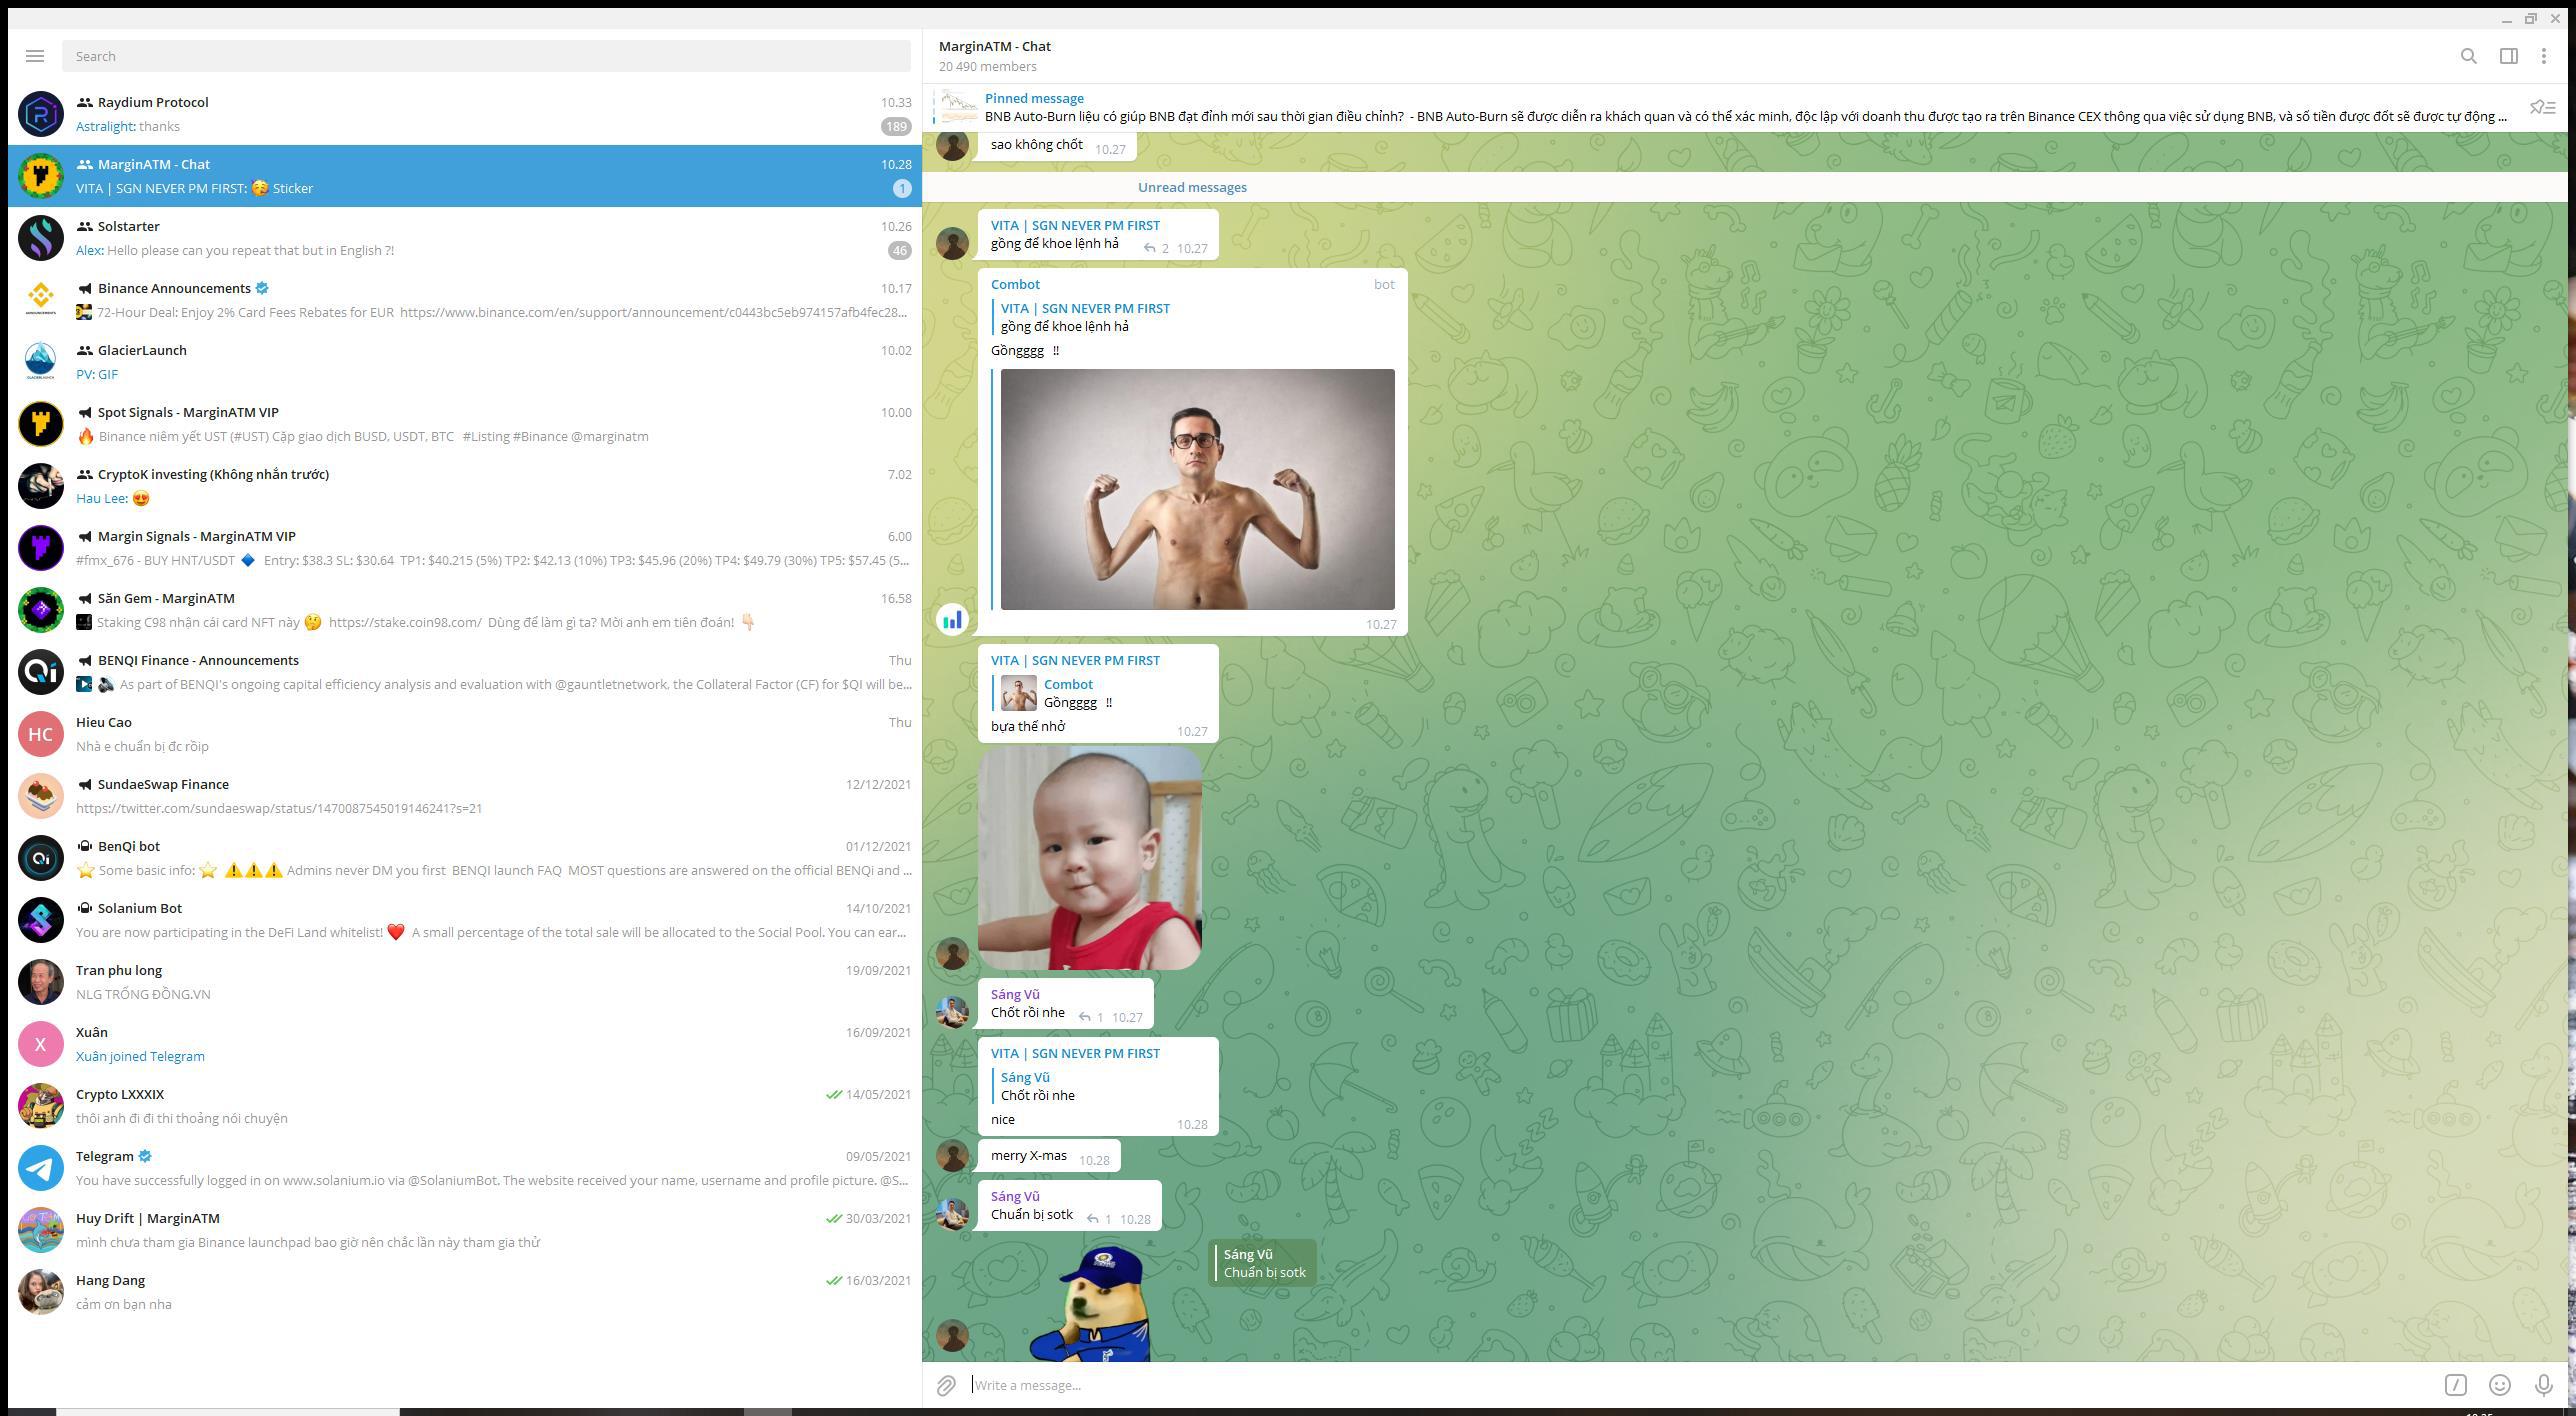 Search
Raydium Protocol 10.33
Astralight: thanks 189
MarginATM - Chat 10.28
VITA | SGN NEVER PM FIRST: 🥳 Sticker 1
Solstarter 10.26
Alex: Hello please can you repeat that but in English ?! 46
Binance Announcements 10.17
72-Hour Deal: Enjoy 2% Card Fees Rebates for EUR https://www.binance.com/en/support/announcement/c0443bc5eb974157afb4fec28...
GlacierLaunch 10.02
PV: GIF
Spot Signals - MarginATM VIP 10.00
🔥 Binance niêm yết UST (#UST) Cặp giao dịch BUSD, USDT, BTC #Listing #Binance @marginatm
CryptoK investing (Không nhắn trước) 7.02
Hau Lee: 😍
Margin Signals - MarginATM VIP 6.00
#fmx_676 - BUY HNT/USDT 🔷 Entry: $38.3 SL: $30.64 TP1: $40.215 (5%) TP2: $42.13 (10%) TP3: $45.96 (20%) TP4: $49.79 (30%) TP5: $57.45 (5...
Săn Gem - MarginATM 16.58
Staking C98 nhận cái card NFT này 🤔 https://stake.coin98.com/ Dùng để làm gì ta? Mời anh em tiên đoán! 👇🏻
BENQI Finance - Announcements Thu
🔊 As part of BENQI's ongoing capital efficiency analysis and evaluation with @gauntletnetwork, the Collateral Factor (CF) for $QI will be...
HC
Hieu Cao Thu
Nhà e chuẩn bị đc rồip
SundaeSwap Finance 12/12/2021
https://twitter.com/sundaeswap/status/1470087545019146241?s=21
BenQi bot 01/12/2021
⭐ Some basic info: ⭐ ⚠️⚠️⚠️ Admins never DM you first BENQI launch FAQ MOST questions are answered on the official BENQi and ...
Solanium Bot 14/10/2021
You are now participating in the DeFi Land whitelist! ❤️ A small percentage of the total sale will be allocated to the Social Pool. You can ear...
Tran phu long 19/09/2021
NLG TRỐNG ĐỒNG.VN
X
Xuân 16/09/2021
Xuân joined Telegram
Crypto LXXXIX 14/05/2021
thôi anh đi đi thi thoảng nói chuyện
Telegram 09/05/2021
You have successfully logged in on www.solanium.io via @SolaniumBot. The website received your name, username and profile picture. @S...
Huy Drift | MarginATM 30/03/2021
mình chưa tham gia Binance launchpad bao giờ nên chắc lần này tham gia thử
Hang Dang 16/03/2021
cảm ơn bạn nha
MarginATM - Chat
20 490 members
Pinned message
BNB Auto-Burn liệu có giúp BNB đạt đỉnh mới sau thời gian điều chỉnh? - BNB Auto-Burn sẽ được diễn ra khách quan và có thể xác minh, độc lập với doanh thu được tạo ra trên Binance CEX thông qua việc sử dụng BNB, và số tiền được đốt sẽ được tự động ...
sao không chốt 10.27
Unread messages
VITA | SGN NEVER PM FIRST
gồng để khoe lệnh hả 2 10.27
Combot bot
VITA | SGN NEVER PM FIRST
gồng để khoe lệnh hả
Gồngggg ‼
10.27
VITA | SGN NEVER PM FIRST
Combot
Gồngggg ‼
bựa thế nhở 10.27
Sáng Vũ
Chốt rồi nhe 1 10.27
VITA | SGN NEVER PM FIRST
Sáng Vũ
Chốt rồi nhe
nice 10.28
merry X-mas 10.28
Sáng Vũ
Chuẩn bị sotk 1 10.28
Sáng Vũ
Chuẩn bị sotk
Write a message...